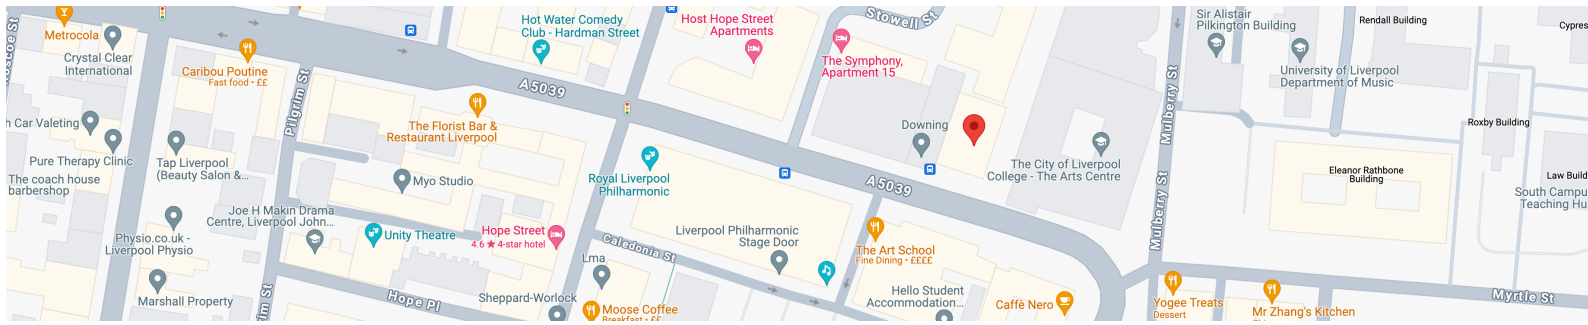 Metrocola
Crystal Clear
International
oscoe St
Caribou Poutine
Fast food • ££
Pilgrim St
h Car Valeting
Pure Therapy Clinic
The coach house
barbershop
Tap Liverpool
(Beauty Salon &...
Physio.co.uk -
Liverpool Physio
Marshall Property
Joe H Makin Drama
Centre, Liverpool John...
rim St
Hot Water Comedy
Club - Hardman Street
A5039
The Florist Bar &
Restaurant Liverpool
Myo Studio
Unity Theatre
Hope Street
4.6 ★ 4-star hotel
Hope Pl
Host Hope Street
Apartments
Royal Liverpool
Philharmonic
Caledonia St
Lma
Sheppard-Worlock
Moose Coffee
Breakfast • ££
Liverpool Philharmonic
Stage Door
Stowell St
The Symphony,
Apartment 15
Downing
A5039
The Art School
Fine Dining • ££££
Hello Student
Accommodation...
Caffè Nero
The City of Liverpool
College - The Arts Centre
Mulberry St
Mulberry St
Sir Alistair
Pilkington Building
University of Liverpool
Department of Music
Rendall Building
Cypres
Roxby Building
Eleanor Rathbone
Building
Law Build
South Campu
Teaching Hu
Yogee Treats
Dessert
Mr Zhang's Kitchen
Myrtle St